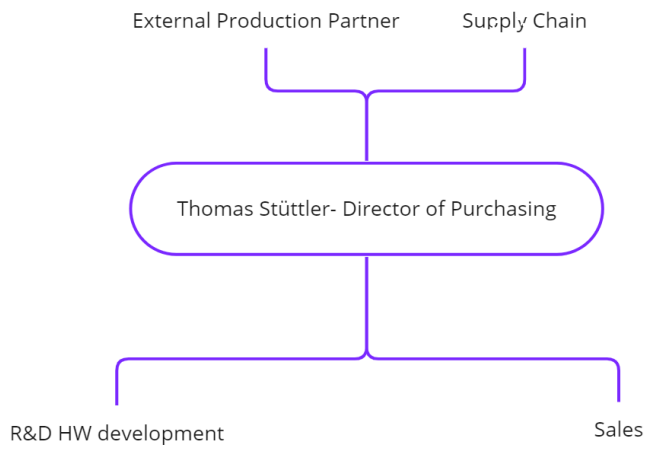 External Production Partner
Supply Chain
Thomas Stüttler- Director of Purchasing
R&D HW development
Sales